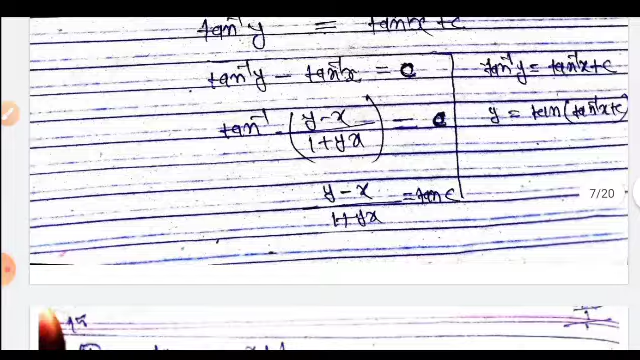 tan⁻¹y = tan⁻¹x + c
tan⁻¹y - tan⁻¹x = c
tan⁻¹ (y-x / 1+yx) = c
y-x / 1+yx = tan c
tan⁻¹y = tan⁻¹x + c
y = tan(tan⁻¹x + c)
7/20